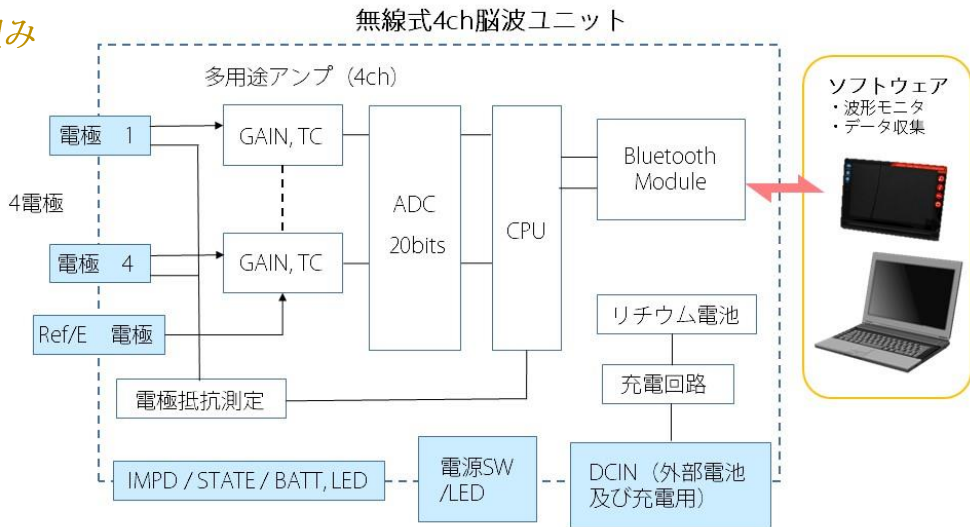 み
無線式4ch脳波ユニット
多用途アンプ（4ch）
電極　1
GAIN, TC
4電極
電極　4
GAIN, TC
Ref/E　電極
ADC
20bits
CPU
Bluetooth
Module
電極抵抗測定
リチウム電池
充電回路
IMPD / STATE / BATT, LED
電源SW
/LED
DCIN（外部電池
及び充電用）
ソフトウェア
・波形モニタ
・データ収集